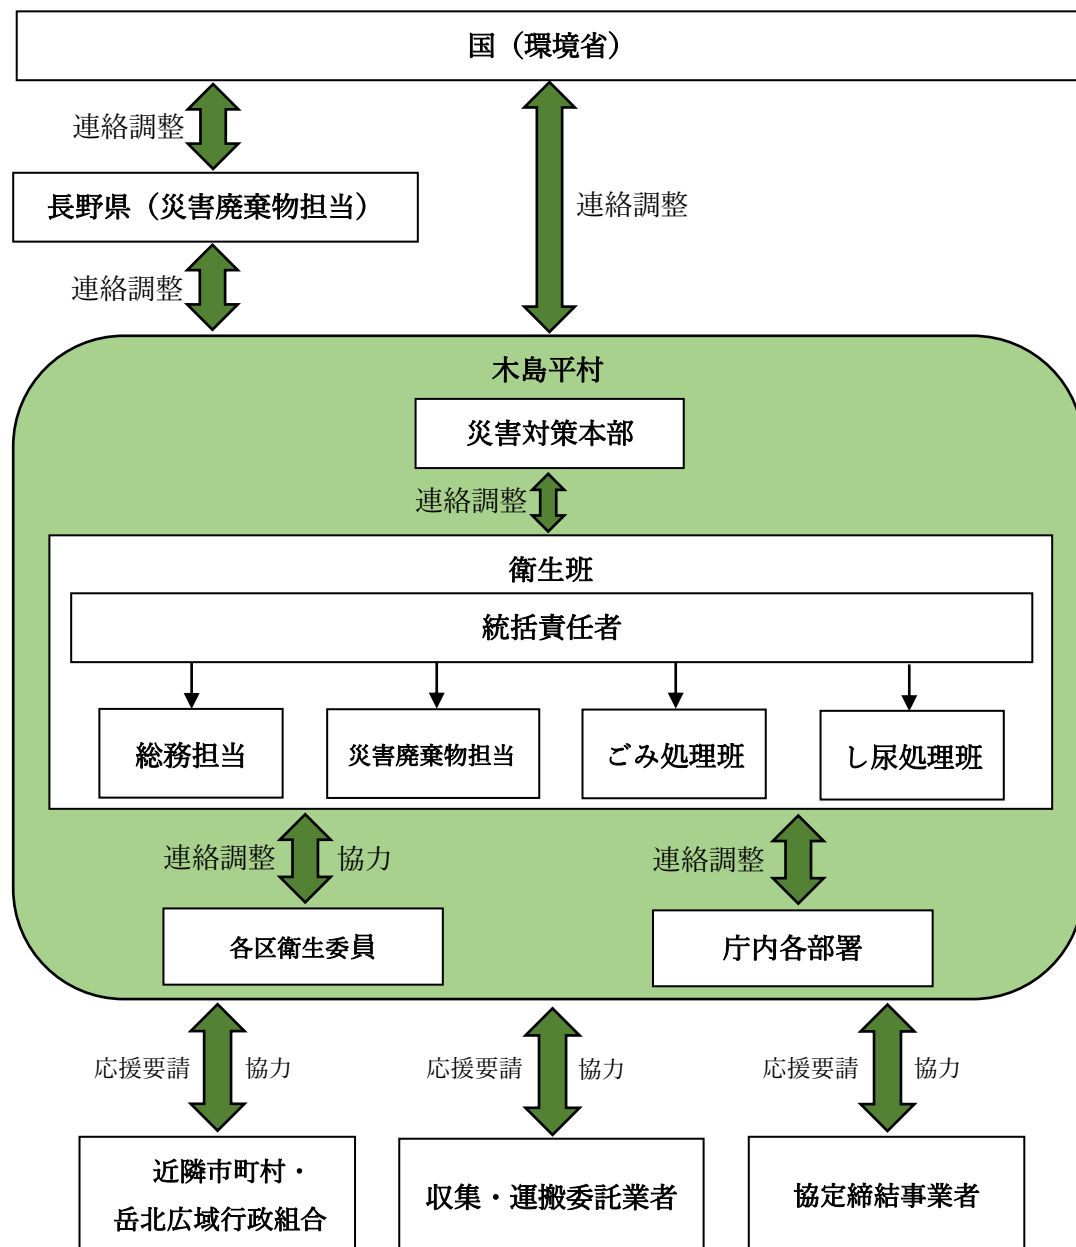 国（環境省）
連絡調整
長野県（災害廃棄物担当）
連絡調整
連絡調整
木島平村
災害対策本部
連絡調整
衛生班
統括責任者
総務担当
災害廃棄物担当
ごみ処理班
し尿処理班
連絡調整
協力
連絡調整
各区衛生委員
庁内各部署
応援要請
協力
応援要請
協力
応援要請
協力
近隣市町村・
岳北広域行政組合
収集・運搬委託業者
協定締結事業者